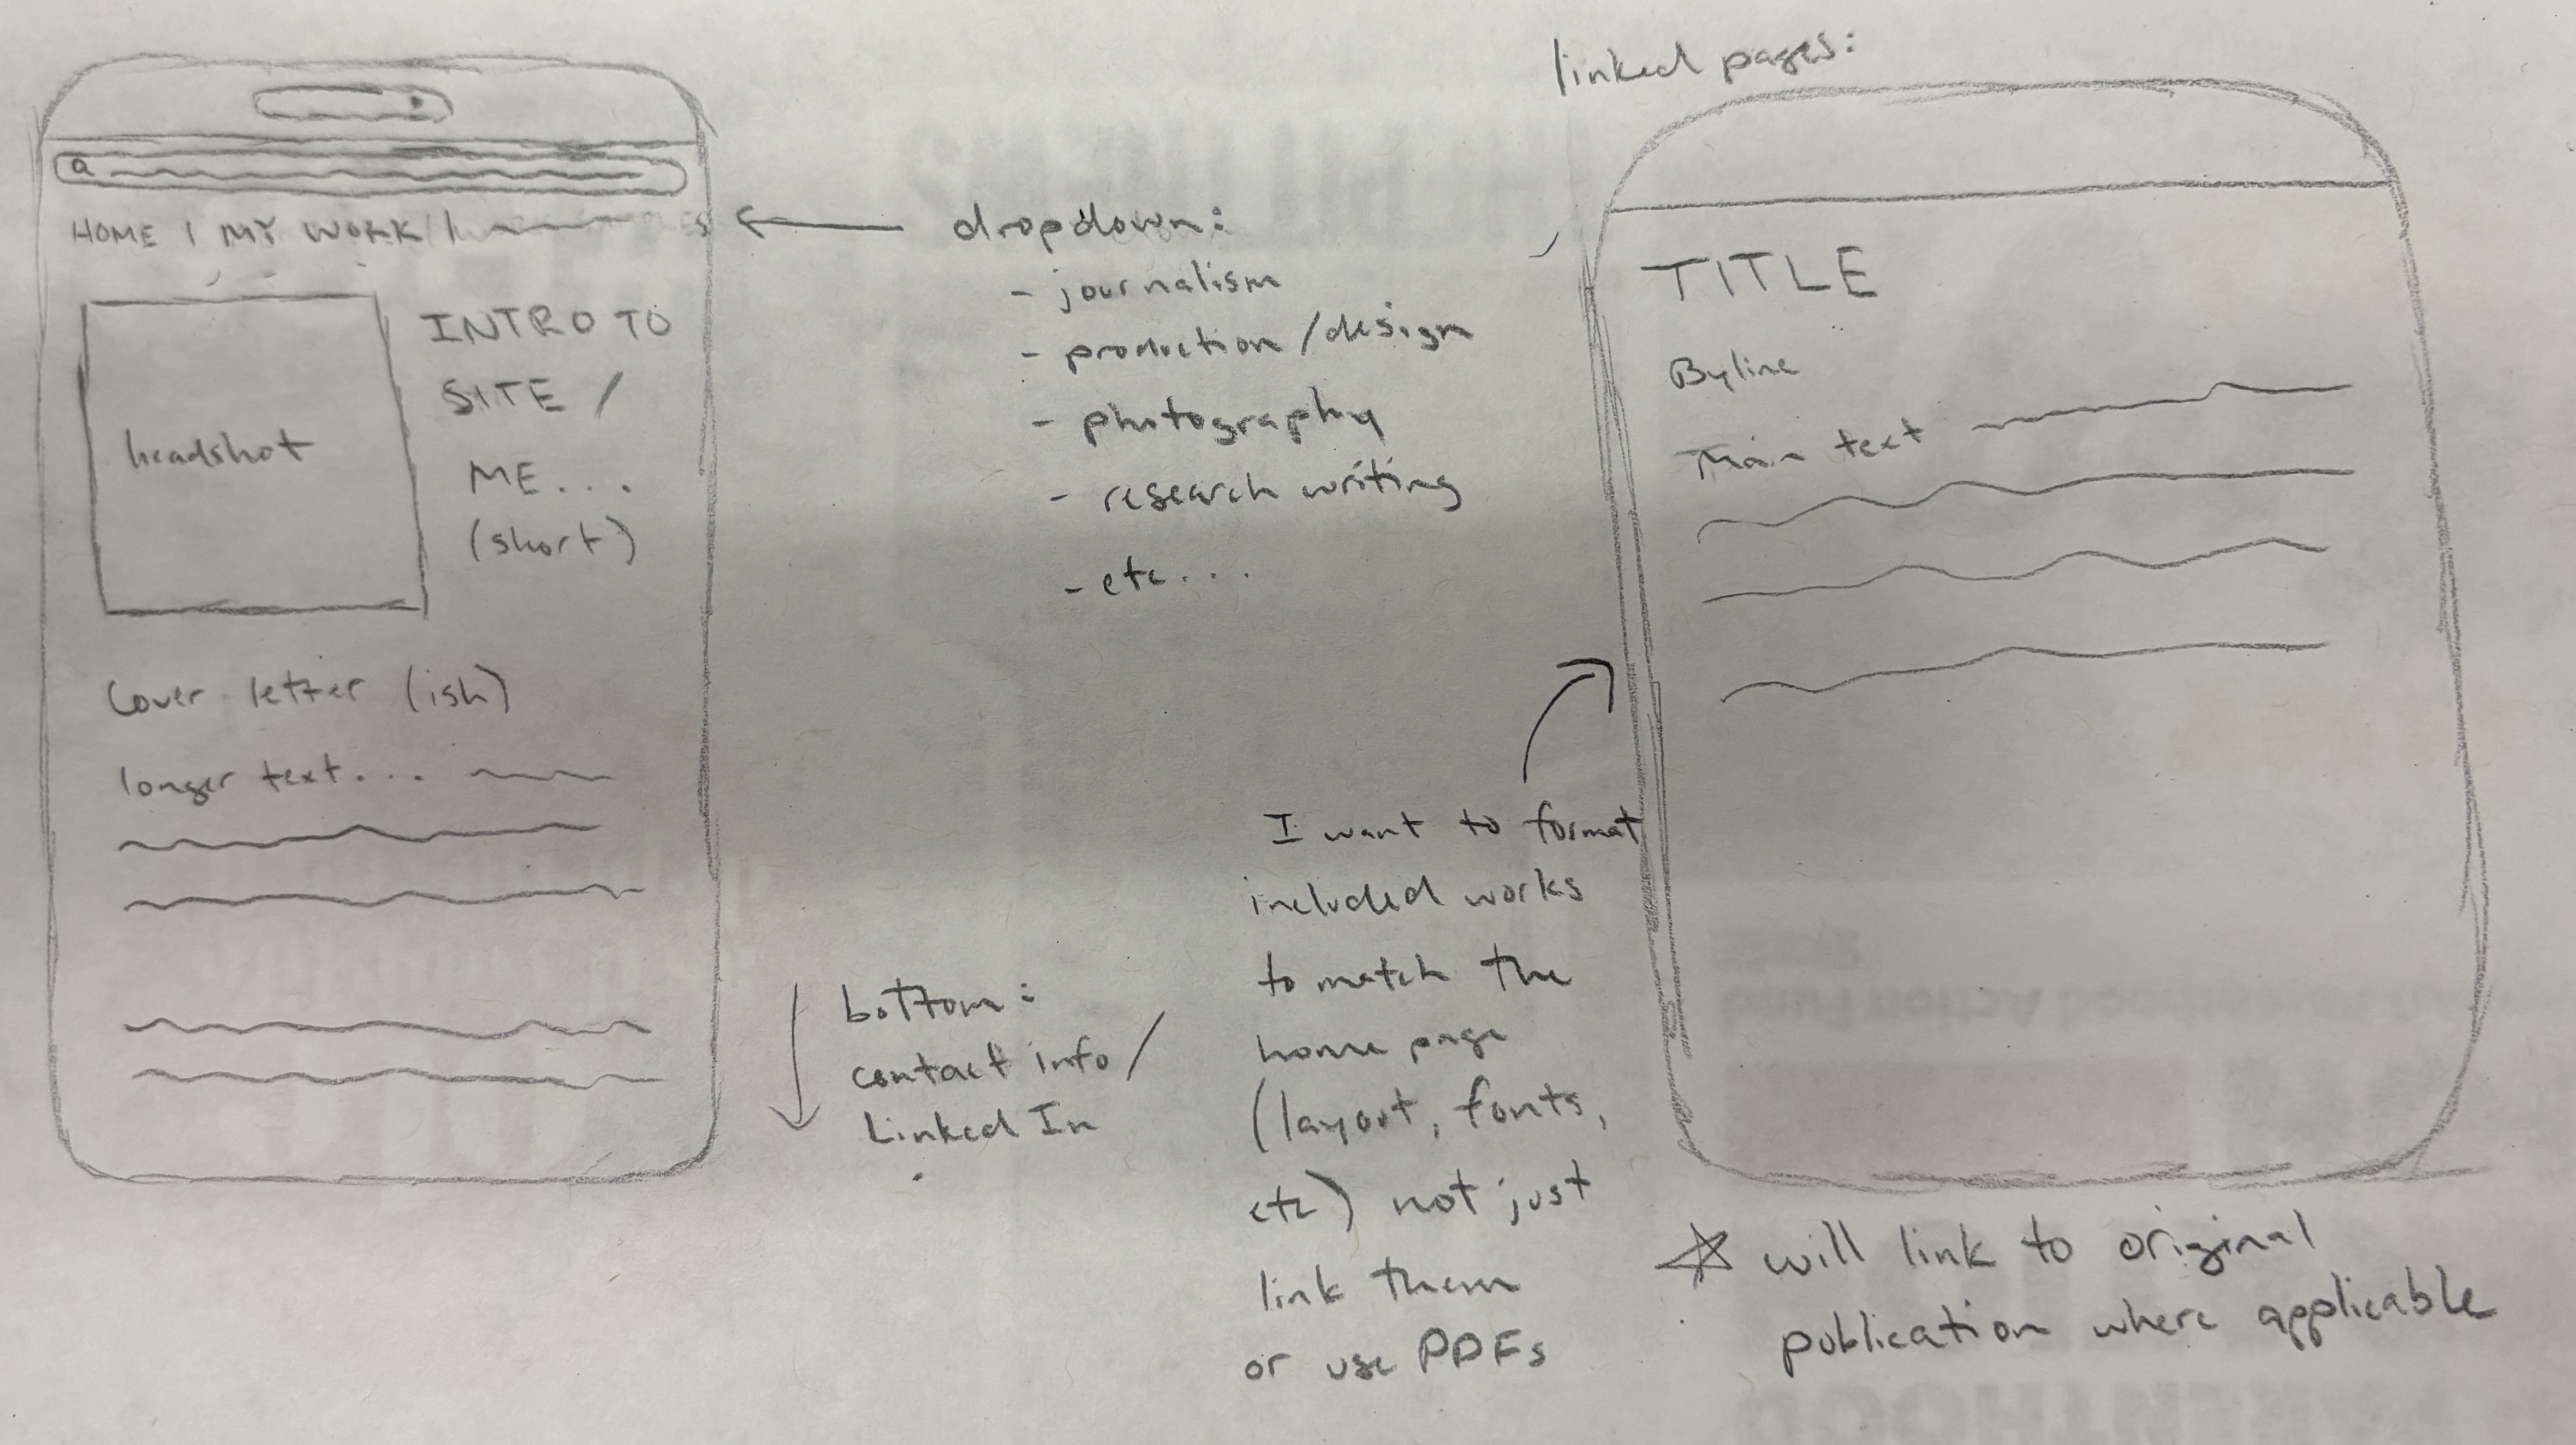 HOME | MY WORK |
headshot
INTRO TO
SITE /
ME...
(short)
Cover letter (ish)
longer text...
dropdown:
- journalism
- production/design
- photography
- research writing
- etc...
bottom:
contact info/
Linked In
linked pages:
TITLE
Byline
Main text
I want to format
included works
to match the
home page
(layout, fonts,
etc) not just
link them
or use PDFs
☆ will link to original
publication where applicable